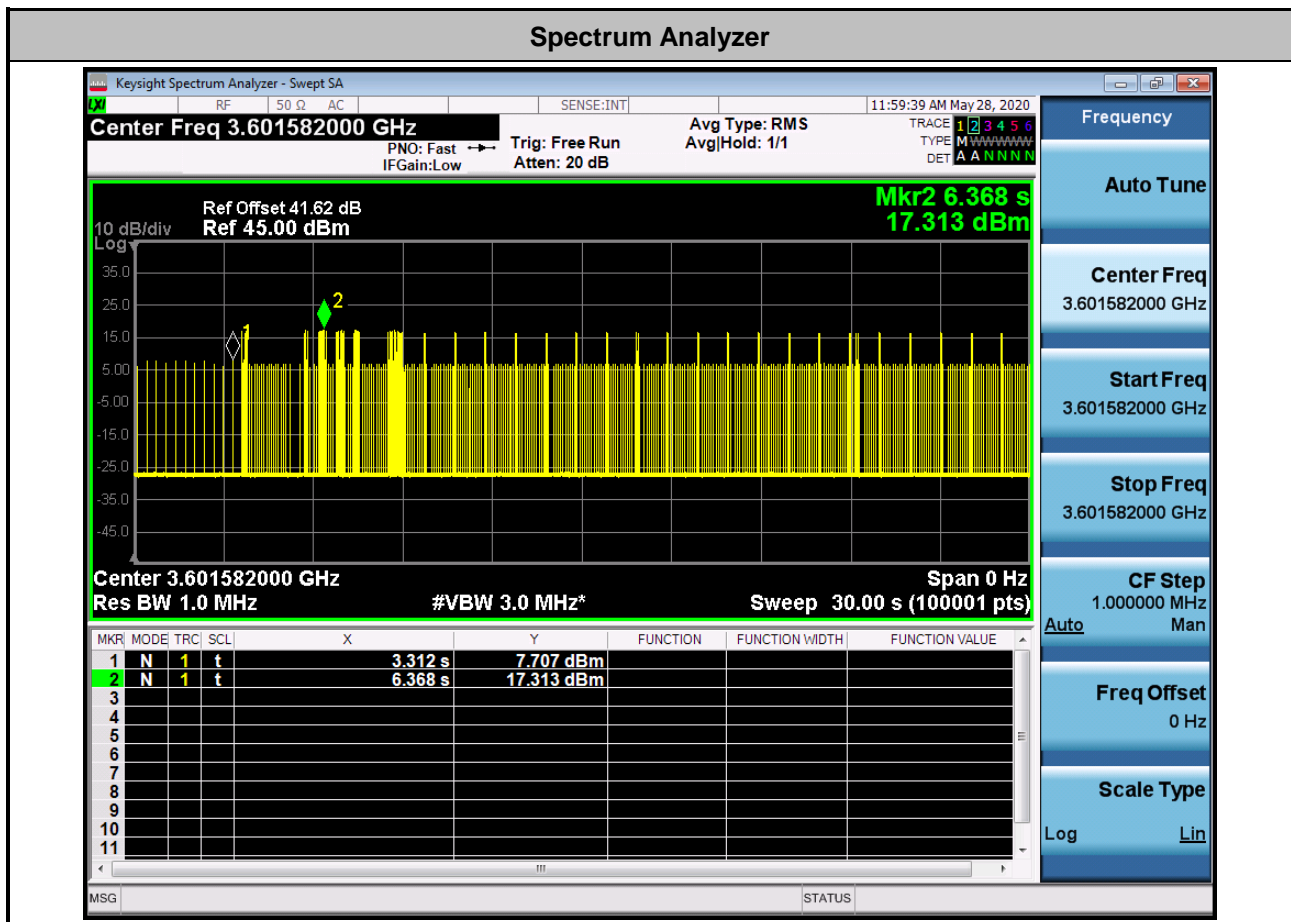 Spectrum Analyzer
Keysight Spectrum Analyzer - Swept SA
LXI RF 50 Ω AC SENSE:INT 11:59:39 AM May 28, 2020
Center Freq 3.601582000 GHz
PNO: Fast
IFGain:Low
Trig: Free Run
Atten: 20 dB
Avg Type: RMS
Avg|Hold: 1/1
TRACE 1 2 3 4 5 6
TYPE M W W W W W
DET A A N N N N
Mkr2 6.368 s
17.313 dBm
Ref Offset 41.62 dB
10 dB/div Ref 45.00 dBm
Log
35.0
25.0
15.0
5.00
-5.00
-15.0
-25.0
-35.0
-45.0
1
2
Center 3.601582000 GHz Span 0 Hz
Res BW 1.0 MHz #VBW 3.0 MHz* Sweep 30.00 s (100001 pts)
MKR MODE TRC SCL X Y FUNCTION FUNCTION WIDTH FUNCTION VALUE
1 N 1 t 3.312 s 7.707 dBm
2 N 1 t 6.368 s 17.313 dBm
3
4
5
6
7
8
9
10
11
MSG STATUS
Frequency
Auto Tune
Center Freq
3.601582000 GHz
Start Freq
3.601582000 GHz
Stop Freq
3.601582000 GHz
CF Step
1.000000 MHz
Auto Man
Freq Offset
0 Hz
Scale Type
Log Lin